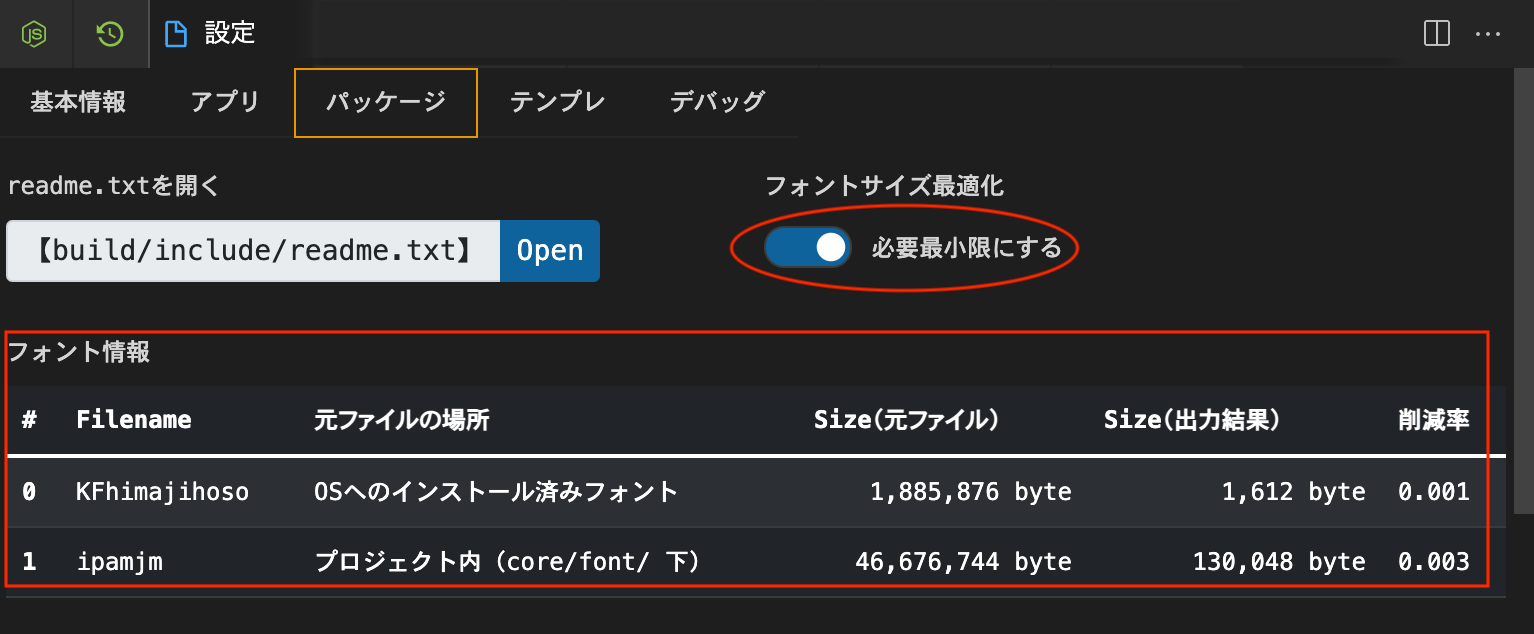 JS
設定
基本情報 アプリ パッケージ テンプレ デバッグ
readme.txtを開く フォントサイズ最適化
【build/include/readme.txt】 Open 必要最小限にする
フォント情報
# Filename 元ファイルの場所 Size(元ファイル) Size(出力結果) 削減率
0 KFhimajihoso OSへのインストール済みフォント 1,885,876 byte 1,612 byte 0.001
1 ipamjm プロジェクト内（core/font/ 下） 46,676,744 byte 130,048 byte 0.003